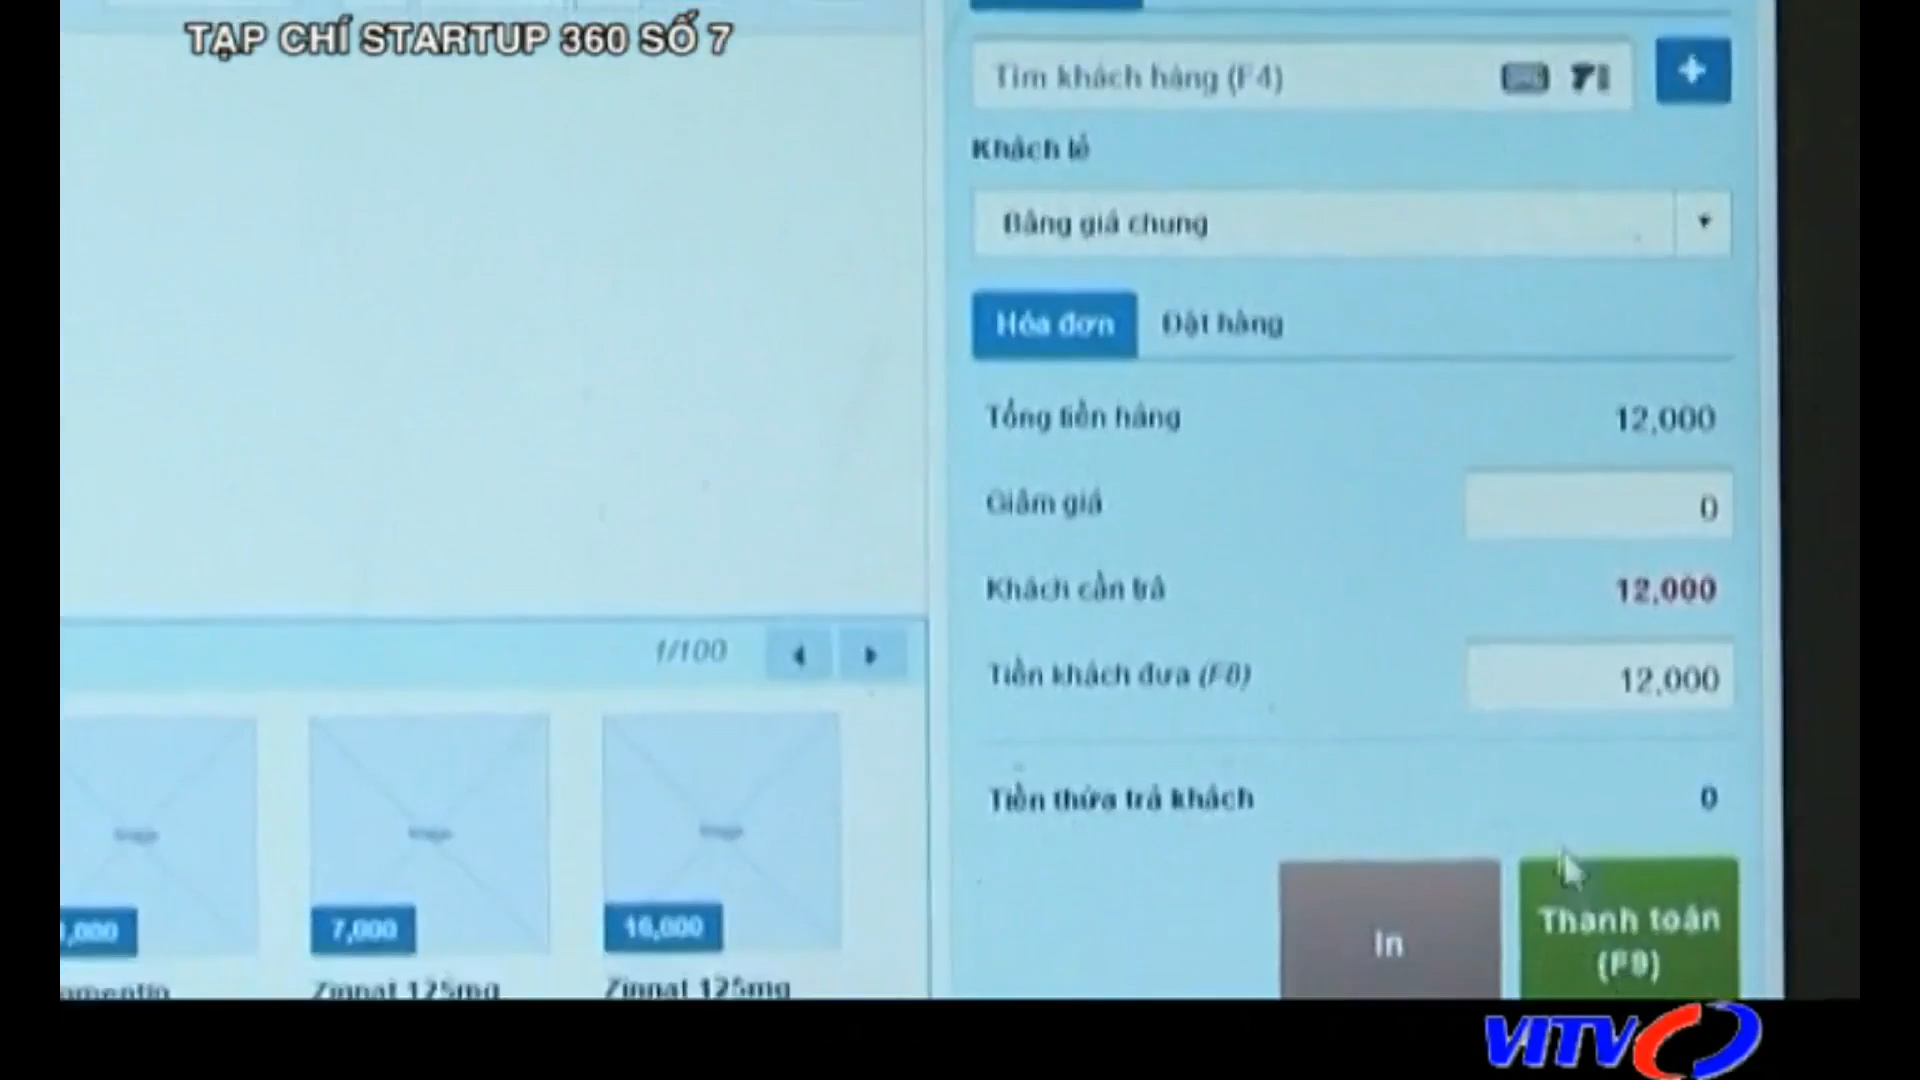 TẠP CHÍ STARTUP 360 SỐ 7
Tìm khách hàng (F4)
Khách lẻ
Bảng giá chung
Hóa đơn
Đặt hàng
Tổng tiền hàng
12,000
Giảm giá
0
Khách cần trả
12,000
Tiền khách đưa (F8)
12,000
Tiền thừa trả khách
0
In
Thanh toán
(F9)
1/100
7,000
16,000
Zinnat 125mg
Zinnat 125mg
VITV